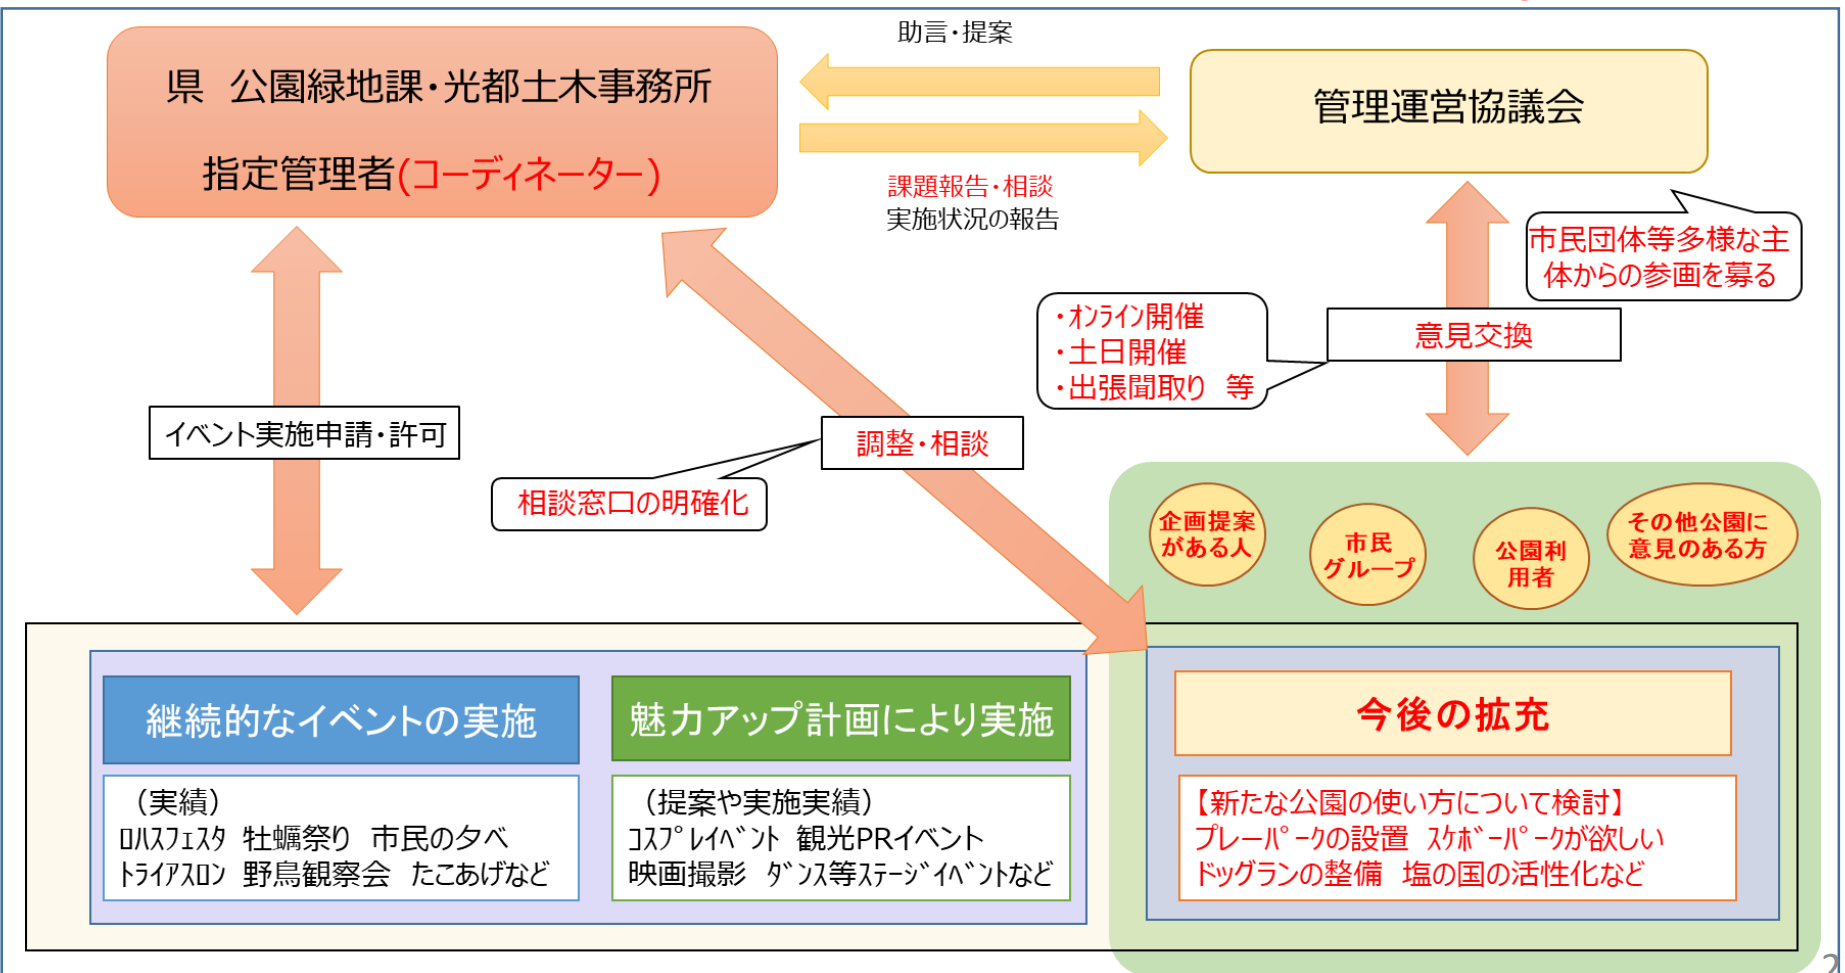 助言・提案
県　公園緑地課・光都土木事務所
指定管理者(コーディネーター)
管理運営協議会
課題報告・相談
実施状況の報告
市民団体等多様な主
体からの参画を募る
・ｵﾝﾗｲﾝ開催
・土日開催
・出張聞取り　等
意見交換
イベント実施申請・許可
調整・相談
相談窓口の明確化
企画提案
がある人
市民
グループ
公園利
用者
その他公園に
意見のある方
継続的なイベントの実施
（実績）
ﾛﾊｽﾌｪｽﾀ　牡蠣祭り　市民の夕べ
ﾄﾗｲｱｽﾛﾝ　野鳥観察会　たこあげなど
魅力アップ計画により実施
（提案や実施実績）
ｺｽﾌﾟﾚｲﾍﾞﾝﾄ　観光PRイベント
映画撮影　ﾀﾞﾝｽ等ｽﾃｰｼﾞｲﾍﾞﾝﾄなど
今後の拡充
【新たな公園の使い方について検討】
プレーパークの設置　ｽｹﾎﾞｰパークが欲しい
ドッグランの整備　塩の国の活性化など
2